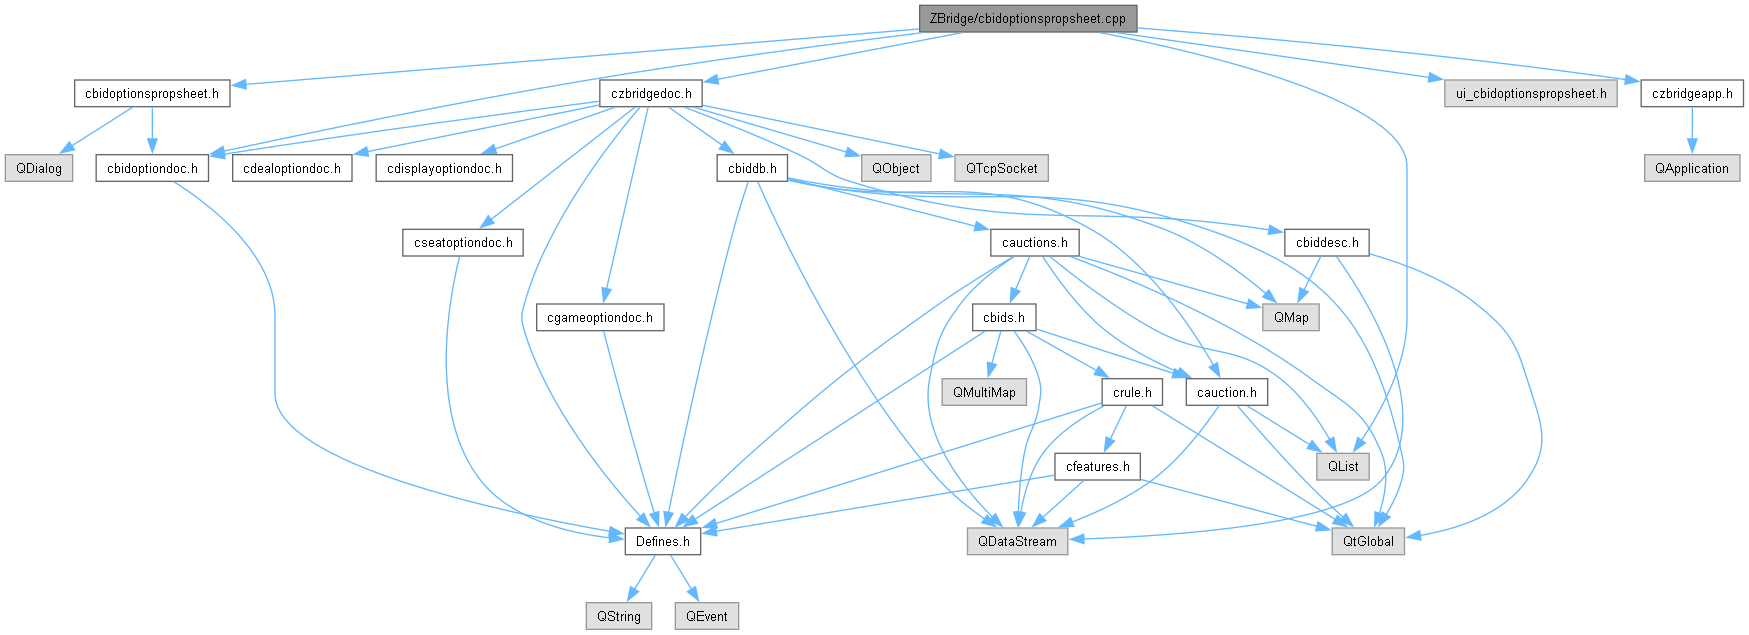 ZBridge/cbidoptionspropsheet.cpp
cbidoptionspropsheet.h
czbridgedoc.h
ui_cbidoptionspropsheet.h
czbridgeapp.h
QDialog
cbidoptiondoc.h
cdealoptiondoc.h
cdisplayoptiondoc.h
cbiddb.h
QObject
QTcpSocket
QApplication
cseatoptiondoc.h
cauctions.h
cbiddesc.h
cgameoptiondoc.h
cbids.h
QMap
QMultiMap
crule.h
cauction.h
cfeatures.h
QList
Defines.h
QDataStream
QtGlobal
QString
QEvent